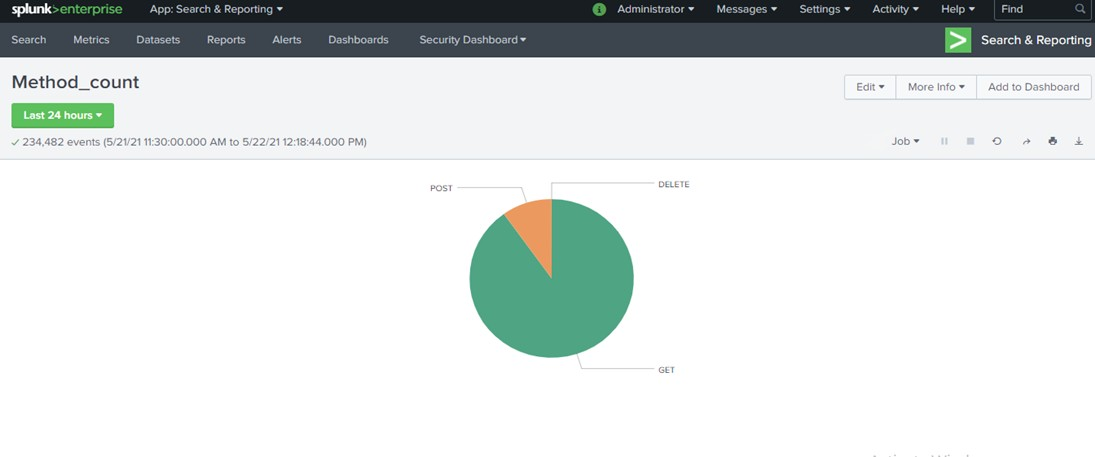 splunk>enterprise App: Search & Reporting ▾ i Administrator ▾ Messages ▾ Settings ▾ Activity ▾ Help ▾ Find
Search Metrics Datasets Reports Alerts Dashboards Security Dashboard ▾ > Search & Reporting
Method_count
Edit ▾ More Info ▾ Add to Dashboard
Last 24 hours ▾
✓ 234,482 events (5/21/21 11:30:00.000 AM to 5/22/21 12:18:44.000 PM) Job ▾
POST DELETE
GET